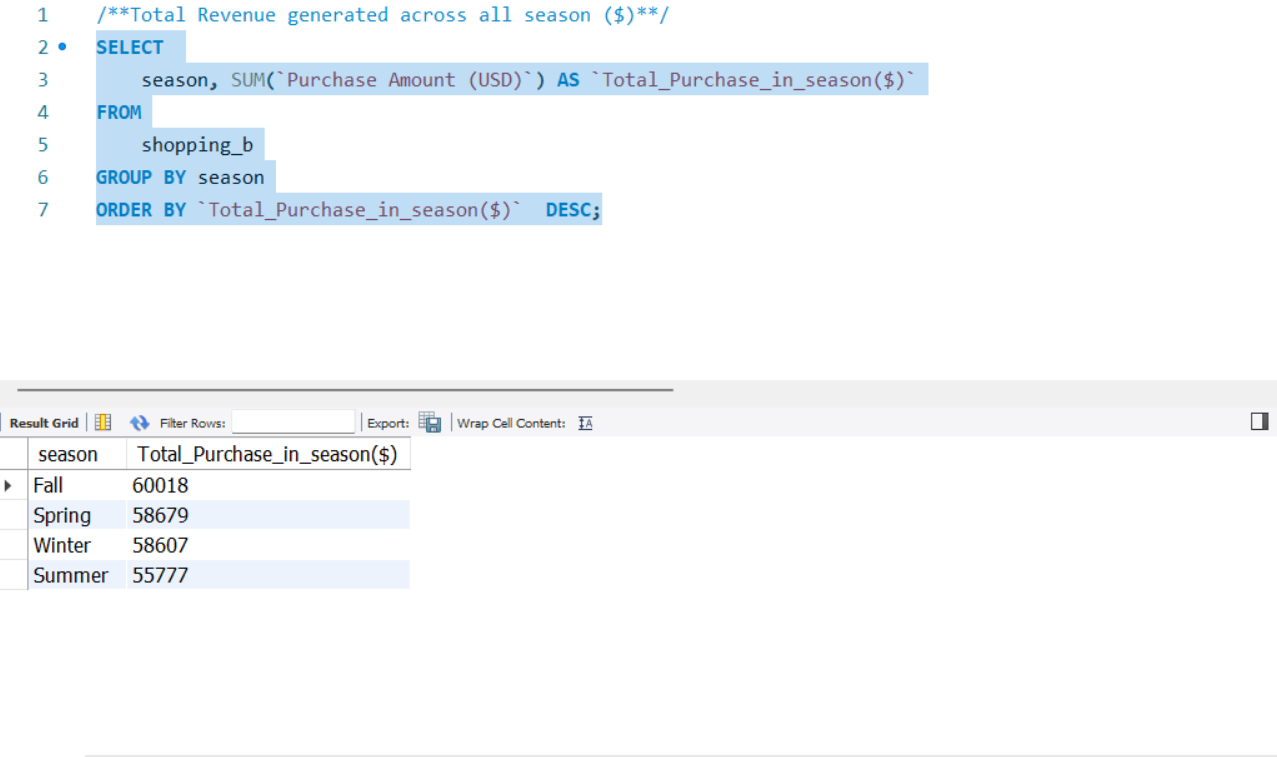 1 /**Total Revenue generated across all season ($)**/
2 SELECT
3 season, SUM(`Purchase Amount (USD)`) AS `Total_Purchase_in_season($)`
4 FROM
5 shopping_b
6 GROUP BY season
7 ORDER BY `Total_Purchase_in_season($)` DESC;
Result Grid Filter Rows: Export: Wrap Cell Content: IA
season Total_Purchase_in_season($)
Fall 60018
Spring 58679
Winter 58607
Summer 55777